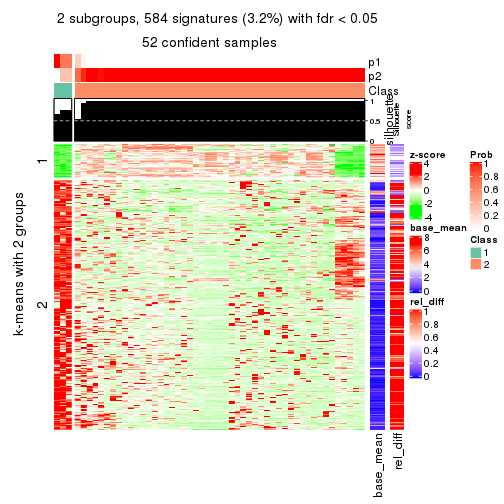 2 subgroups, 584 signatures (3.2%) with fdr < 0.05
52 confident samples
p1
p2
Class
1
0.5
0
silhouette
Silhouette
score
k-means with 2 groups
1
2
base_mean
rel_diff
z-score
4
2
0
-2
-4
base_mean
8
6
4
2
0
rel_diff
1
0.8
0.6
0.4
0.2
0
Prob
1
0.8
0.6
0.4
0.2
0
Class
1
2